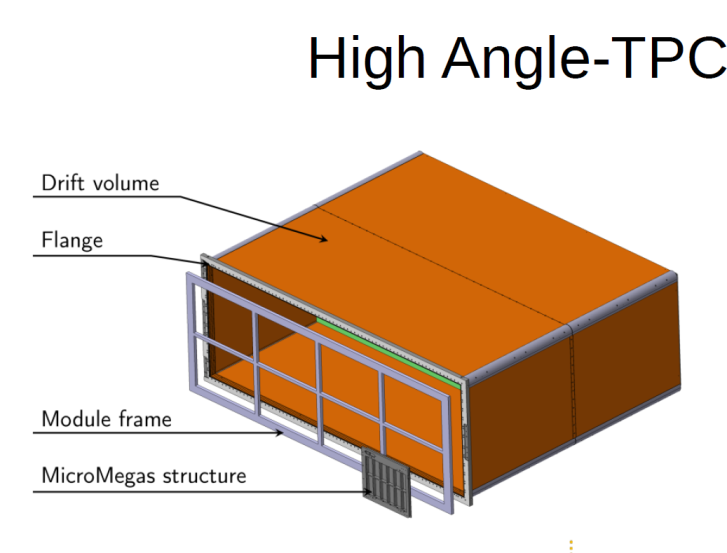 High Angle-TPC
Drift volume
Flange
Module frame
MicroMegas structure